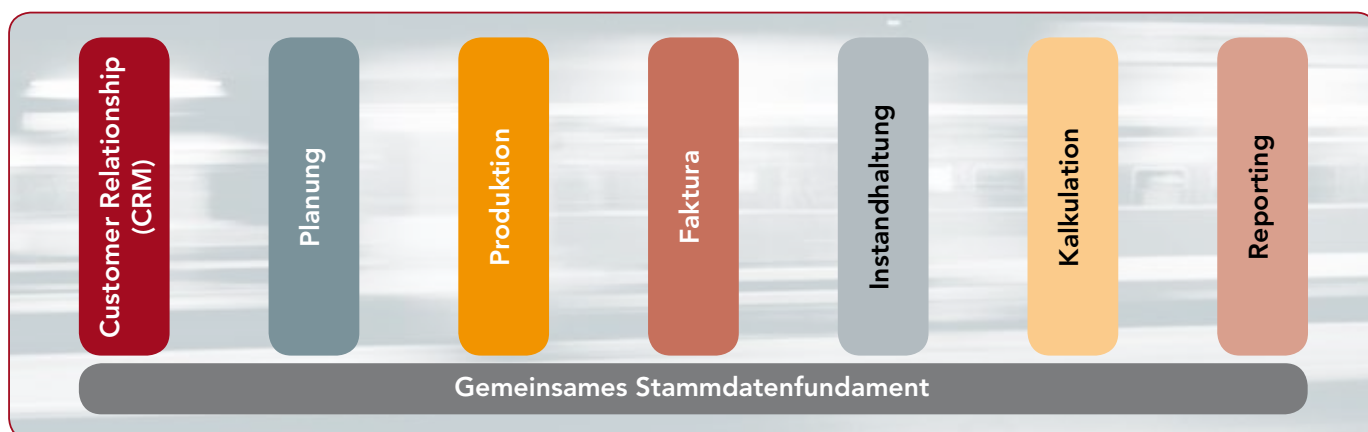 Customer Relationship
(CRM)
Planung
Produktion
Faktura
Instandhaltung
Kalkulation
Reporting
Gemeinsames Stammdatenfundament